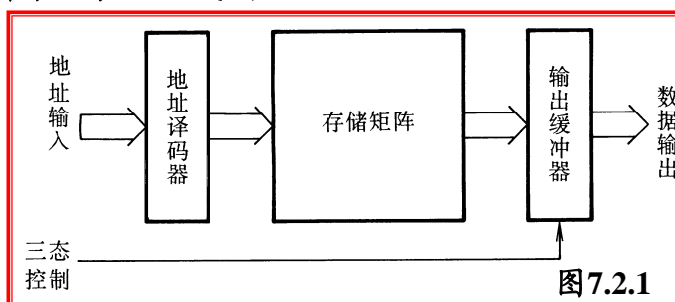 地址输入
地址译码器
存储矩阵
输出缓冲器
数据输出
三态
控制
图7.2.1